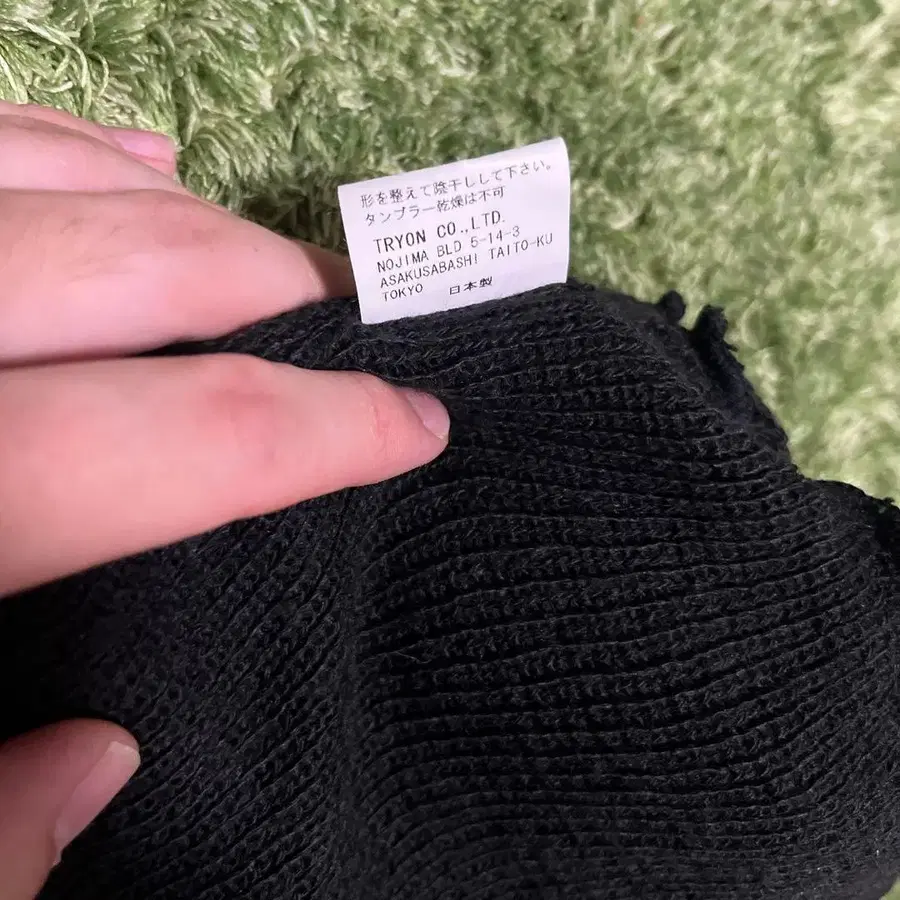 形を整えて陰干しして下さい。
タンブラー乾燥は不可
TRYON CO.,LTD.
NOJIMA BLD 5-14-3
ASAKUSABASHI TAITO-KU
TOKYO 日本製